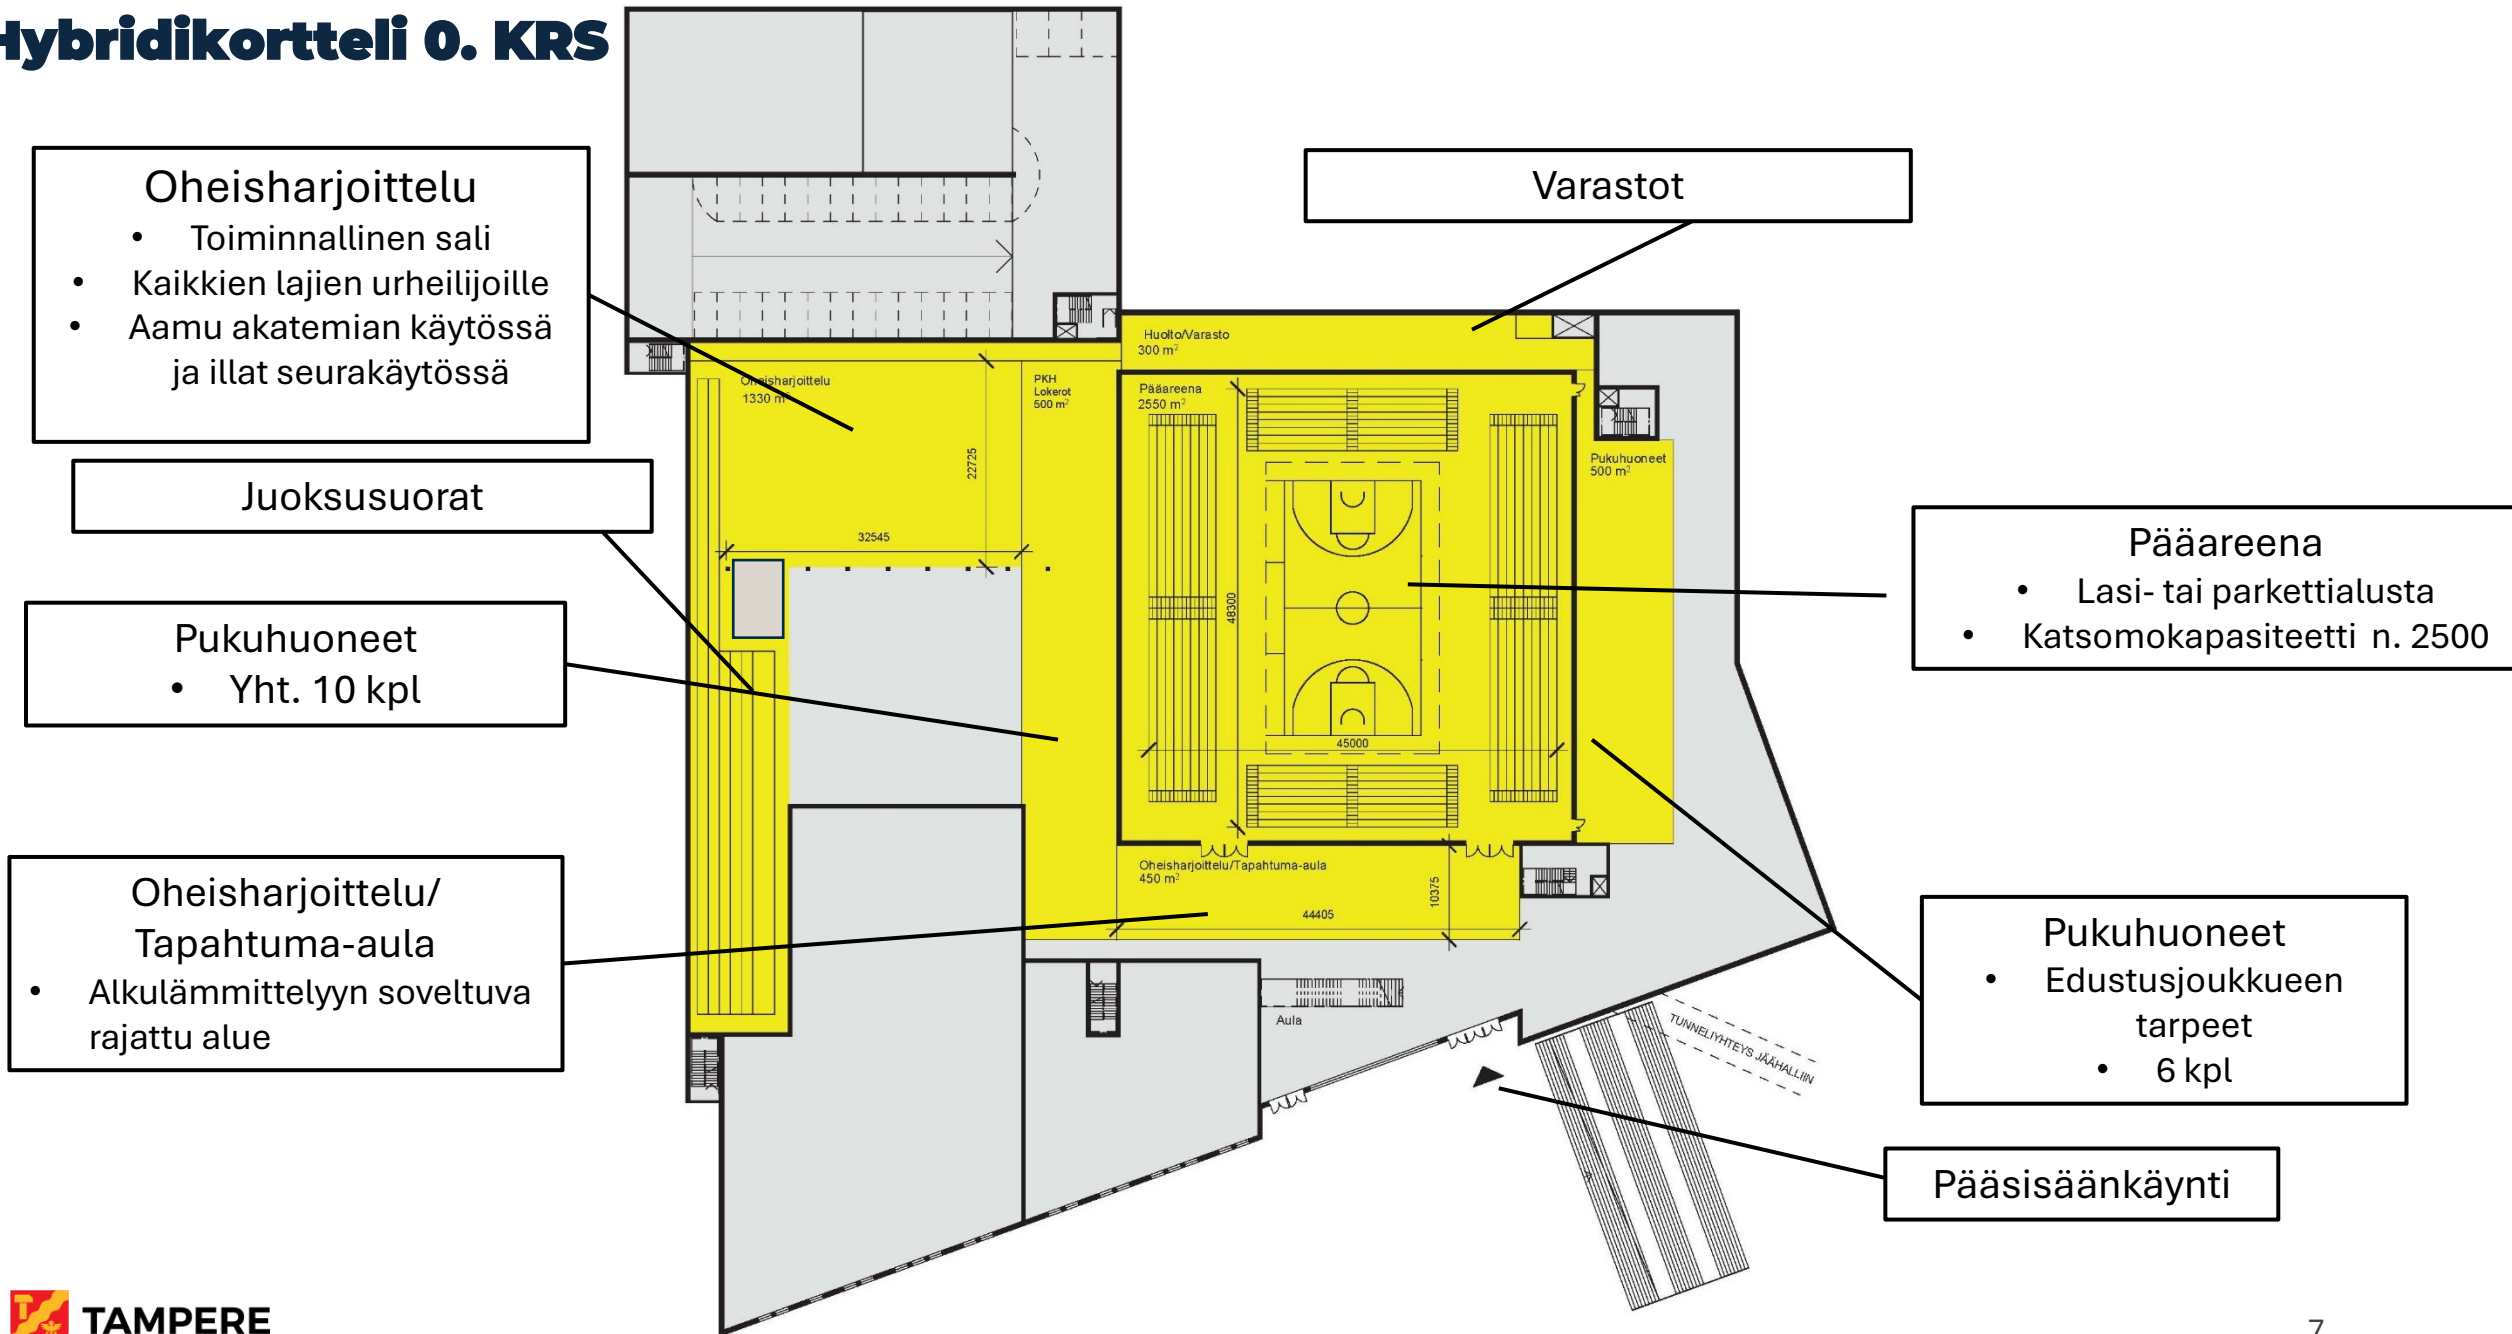 Hybridikortteli 0. KRS
Oheisharjoittelu
• Toiminnallinen sali
• Kaikkien lajien urheilijoille
• Aamu akatemian käytössä
ja illat seurakäytössä
Juoksusuorat
Pukuhuoneet
• Yht. 10 kpl
Oheisharjoittelu/
Tapahtuma-aula
• Alkulämmittelyyn soveltuva
rajattu alue
Varastot
Pääareena
• Lasi- tai parkettialusta
• Katsomokapasiteetti n. 2500
Pukuhuoneet
• Edustusjoukkueen
tarpeet
• 6 kpl
Pääsisäänkäynti
Huolto/Varasto
300 m²
Oheisharjoittelu
1330 m²
PKH
Lokerot
500 m²
Pääareena
2550 m²
Pukuhuoneet
500 m²
22725
32545
48300
45000
Oheisharjoittelu/Tapahtuma-aula
450 m²
10375
44405
Aula
TUNNELIYHTEYS JÄÄHALLIIN
TAMPERE
7